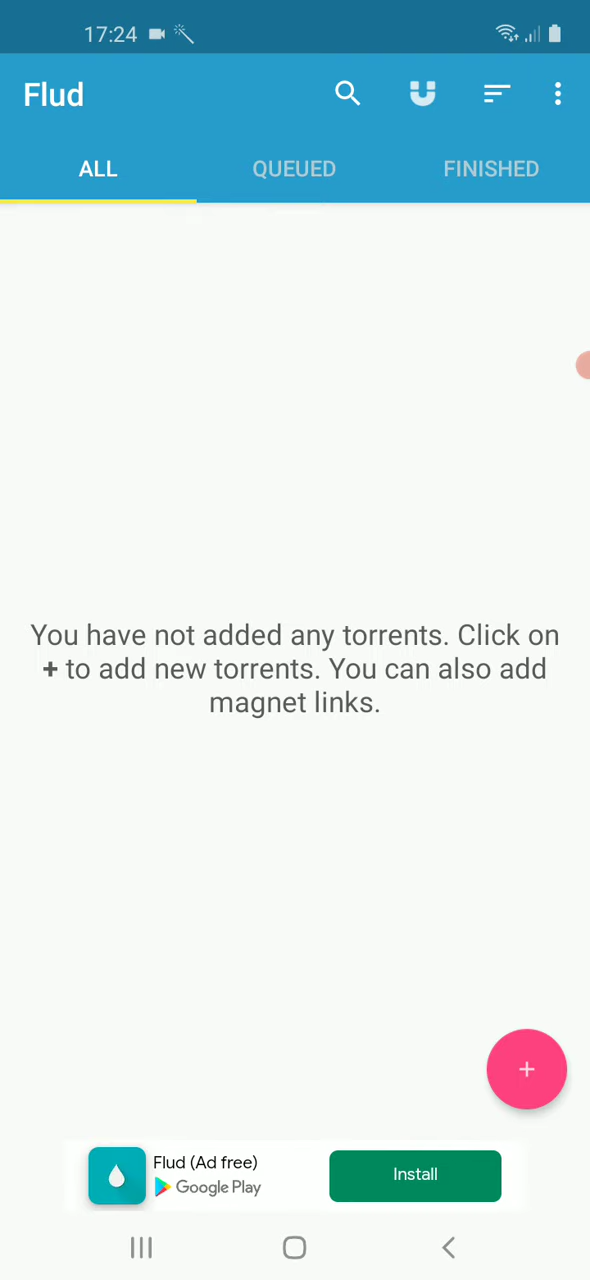 17:24
Flud
ALL
QUEUED
FINISHED
You have not added any torrents. Click on
+ to add new torrents. You can also add
magnet links.
+
Flud (Ad free)
Google Play
Install